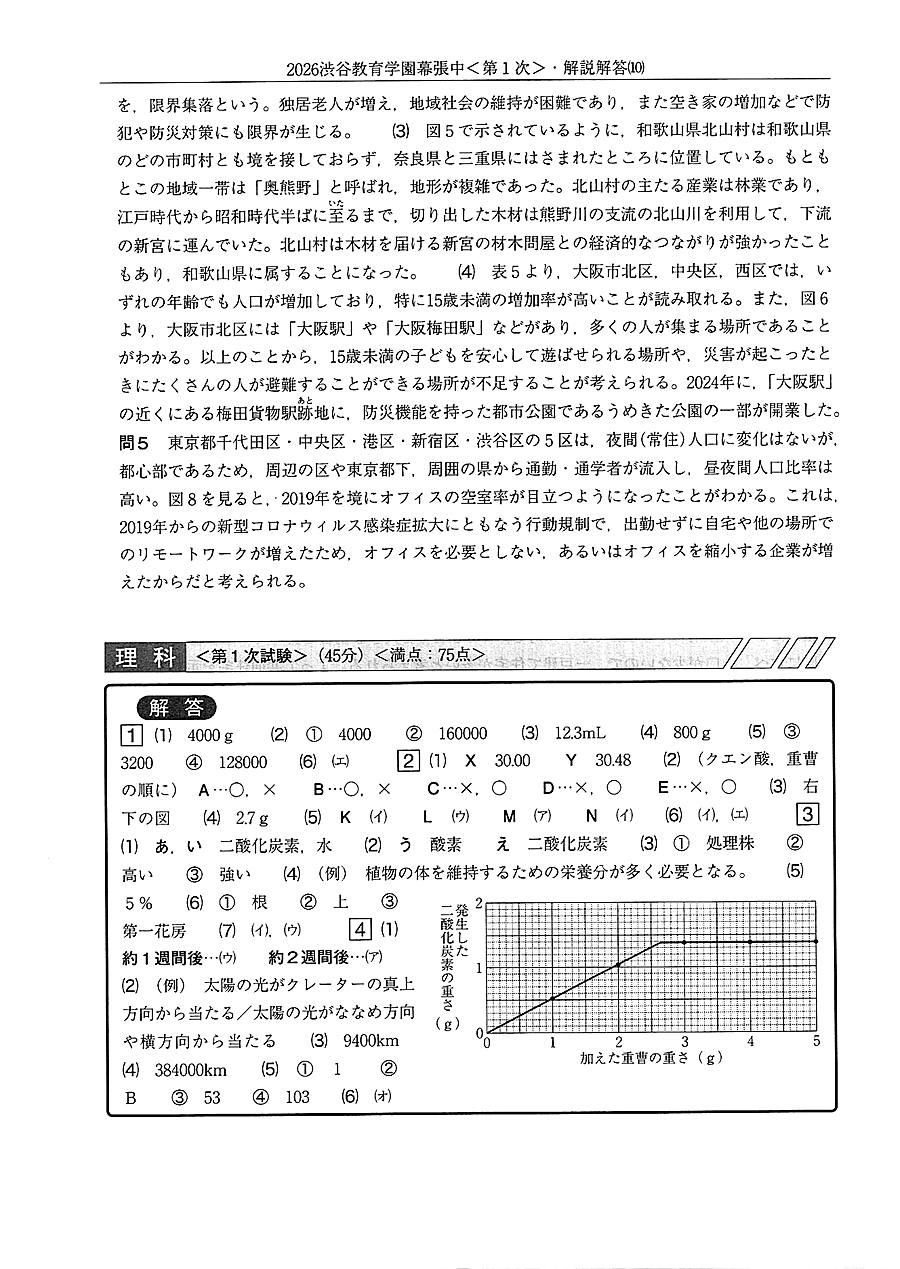 2026渋谷教育学園幕張中＜第1次＞・解説解答⑽
を，限界集落という。独居老人が増え，地域社会の維持が困難であり，また空き家の増加などで防
犯や防災対策にも限界が生じる。　⑶　図5で示されているように，和歌山県北山村は和歌山県
のどの市町村とも境を接しておらず，奈良県と三重県にはさまれたところに位置している。もとも
とこの地域一帯は「奥熊野」と呼ばれ，地形が複雑であった。北山村の主たる産業は林業であり，
江戸時代から昭和時代半ばに至るまで，切り出した木材は熊野川の支流の北山川を利用して，下流
の新宮に運んでいた。北山村は木材を届ける新宮の材木問屋との経済的なつながりが強かったこと
もあり，和歌山県に属することになった。　⑷　表5より，大阪市北区，中央区，西区では，い
ずれの年齢でも人口が増加しており，特に15歳未満の増加率が高いことが読み取れる。また，図6
より，大阪市北区には「大阪駅」や「大阪梅田駅」などがあり，多くの人が集まる場所であること
がわかる。以上のことから，15歳未満の子どもを安心して遊ばせられる場所や，災害が起こったと
きにたくさんの人が避難することができる場所が不足することが考えられる。2024年に，「大阪駅」
の近くにある梅田貨物駅跡地に，防災機能を持った都市公園であるうめきた公園の一部が開業した。
問5　東京都千代田区・中央区・港区・新宿区・渋谷区の5区は，夜間(常住)人口に変化はないが，
都心部であるため，周辺の区や東京都下，周囲の県から通勤・通学者が流入し，昼夜間人口比率は
高い。図8を見ると，2019年を境にオフィスの空室率が目立つようになったことがわかる。これは，
2019年からの新型コロナウィルス感染症拡大にともなう行動規制で，出勤せずに自宅や他の場所で
のリモートワークが増えたため，オフィスを必要としない，あるいはオフィスを縮小する企業が増
えたからだと考えられる。
理科　＜第1次試験＞（45分）＜満点：75点＞
解答
1　⑴　4000g　⑵　①　4000　②　160000　⑶　12.3mL　⑷　800g　⑸　③
3200　④　128000　⑹　㈓　2　⑴　X　30.00　Y　30.48　⑵　（クエン酸，重曹
の順に）　A…○，×　B…○，×　C…×，○　D…×，○　E…×，○　⑶　右
下の図　⑷　2.7g　⑸　K　(ｲ)　L　(ｳ)　M　(ｱ)　N　(ｲ)　⑹　(ｲ)，(ｴ)　3
⑴　あ，い　二酸化炭素，水　⑵　う　酸素　え　二酸化炭素　⑶　①　処理株　②
高い　③　強い　⑷　（例）　植物の体を維持するための栄養分が多く必要となる。　⑸
5％　⑹　①　根　②　上　③
第一花房　⑺　(ｲ)，(ｳ)　4　⑴
約1週間後…(ｳ)　約2週間後…(ｱ)
⑵　（例）　太陽の光がクレーターの真上
方向から当たる／太陽の光がななめ方向
や横方向から当たる　⑶　9400km
⑷　384000km　⑸　①　1　②
B　③　53　④　103　⑹　(ｵ)
発生した二酸化炭素の重さ（g）
2
1
0
0　1　2　3　4　5
加えた重曹の重さ（g）